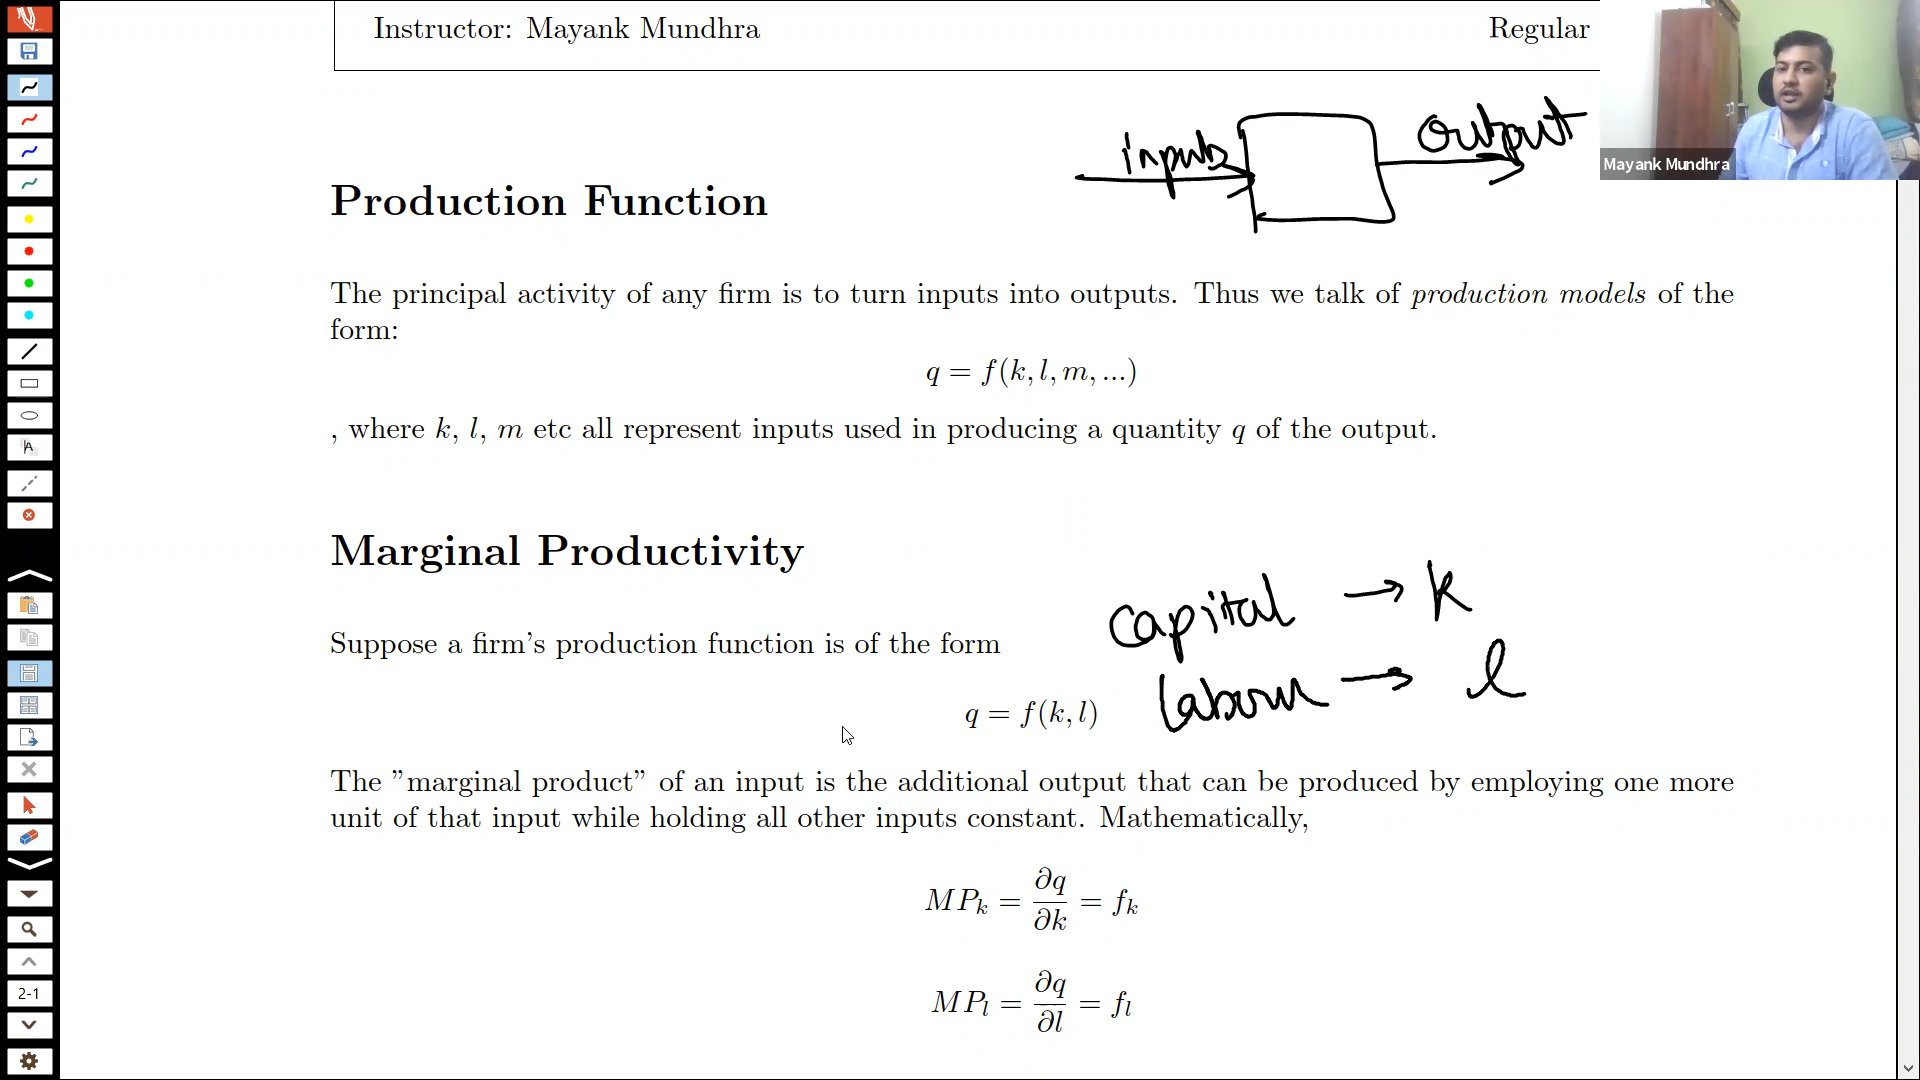 Instructor: Mayank Mundhra Regular
inputs output
Mayank Mundhra
Production Function
The principal activity of any firm is to turn inputs into outputs. Thus we talk of production models of the
form:
q = f(k, l, m, ...)
, where k, l, m etc all represent inputs used in producing a quantity q of the output.
Marginal Productivity
capital → k
Suppose a firm's production function is of the form
labour → l
q = f(k, l)
The ”marginal product” of an input is the additional output that can be produced by employing one more
unit of that input while holding all other inputs constant. Mathematically,
MPₖ = ∂q/∂k = fₖ
MPₗ = ∂q/∂l = fₗ
2-1